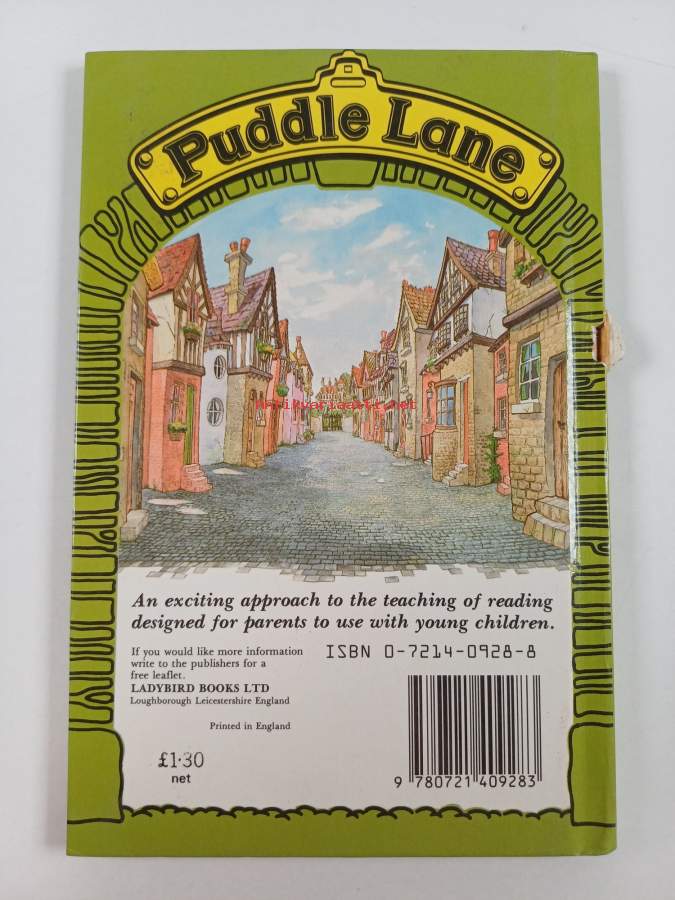 Puddle Lane
Antikvariaatti.net
An exciting approach to the teaching of reading
designed for parents to use with young children.
If you would like more information
write to the publishers for a
free leaflet.
LADYBIRD BOOKS LTD
Loughborough Leicestershire England
Printed in England
£1·30
net
ISBN 0-7214-0928-8
9 780721 409283